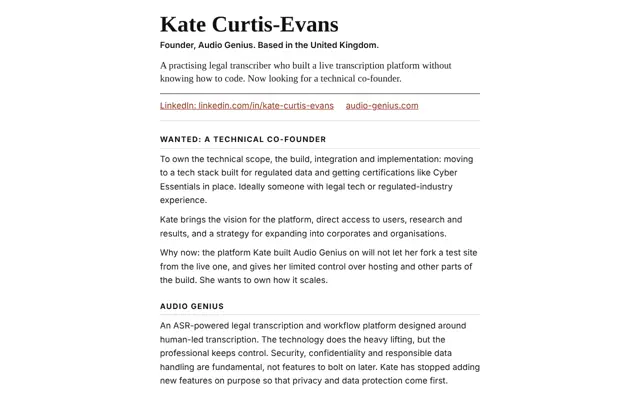 Kate Curtis-Evans
Founder, Audio Genius. Based in the United Kingdom.
A practising legal transcriber who built a live transcription platform without
knowing how to code. Now looking for a technical co-founder.
LinkedIn: linkedin.com/in/kate-curtis-evans audio-genius.com
WANTED: A TECHNICAL CO-FOUNDER
To own the technical scope, the build, integration and implementation: moving
to a tech stack built for regulated data and getting certifications like Cyber
Essentials in place. Ideally someone with legal tech or regulated-industry
experience.
Kate brings the vision for the platform, direct access to users, research and
results, and a strategy for expanding into corporates and organisations.
Why now: the platform Kate built Audio Genius on will not let her fork a test site
from the live one, and gives her limited control over hosting and other parts of
the build. She wants to own how it scales.
AUDIO GENIUS
An ASR-powered legal transcription and workflow platform designed around
human-led transcription. The technology does the heavy lifting, but the
professional keeps control. Security, confidentiality and responsible data
handling are fundamental, not features to bolt on later. Kate has stopped adding
new features on purpose so that privacy and data protection come first.